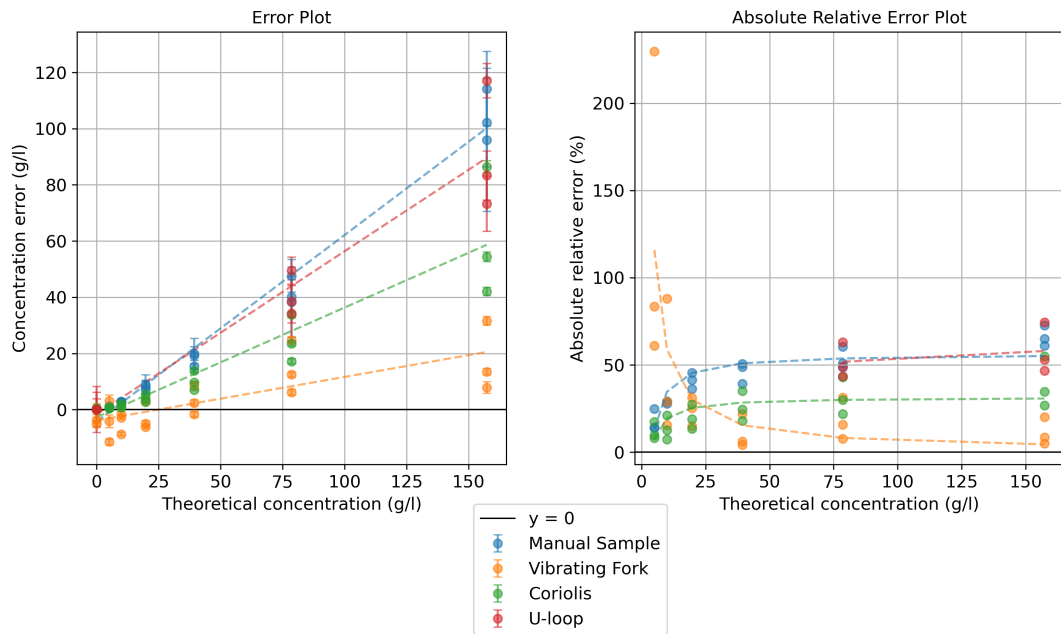 Error Plot
Concentration error (g/l)
120
100
80
60
40
20
0
0 25 50 75 100 125 150
Theoretical concentration (g/l)
Absolute Relative Error Plot
Absolute relative error (%)
200
150
100
50
0
0 25 50 75 100 125 150
Theoretical concentration (g/l)
y = 0
Manual Sample
Vibrating Fork
Coriolis
U-loop